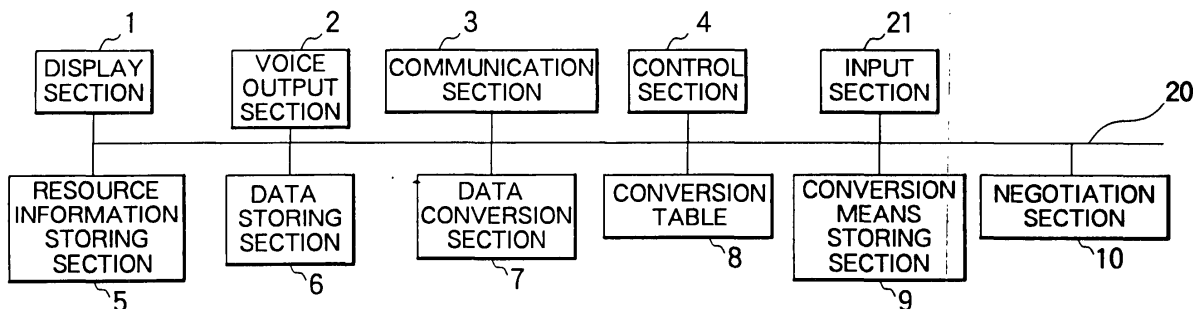 1
DISPLAY
SECTION
2
VOICE
OUTPUT
SECTION
3
COMMUNICATION
SECTION
4
CONTROL
SECTION
21
INPUT
SECTION
20
RESOURCE
INFORMATION
STORING
SECTION
5
DATA
STORING
SECTION
6
DATA
CONVERSION
SECTION
7
CONVERSION
TABLE
8
CONVERSION
MEANS
STORING
SECTION
9
NEGOTIATION
SECTION
10